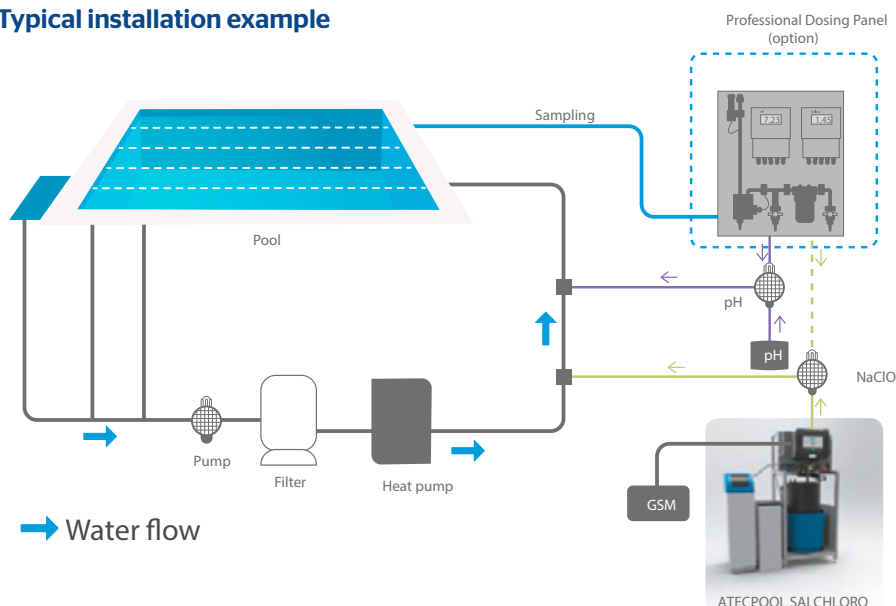 Typical installation example
Professional Dosing Panel
(option)
7.23
1.45
Sampling
Pool
pH
pH
NaClO
Pump
Filter
Heat pump
GSM
Water flow
ATECPOOL SALCHLORO